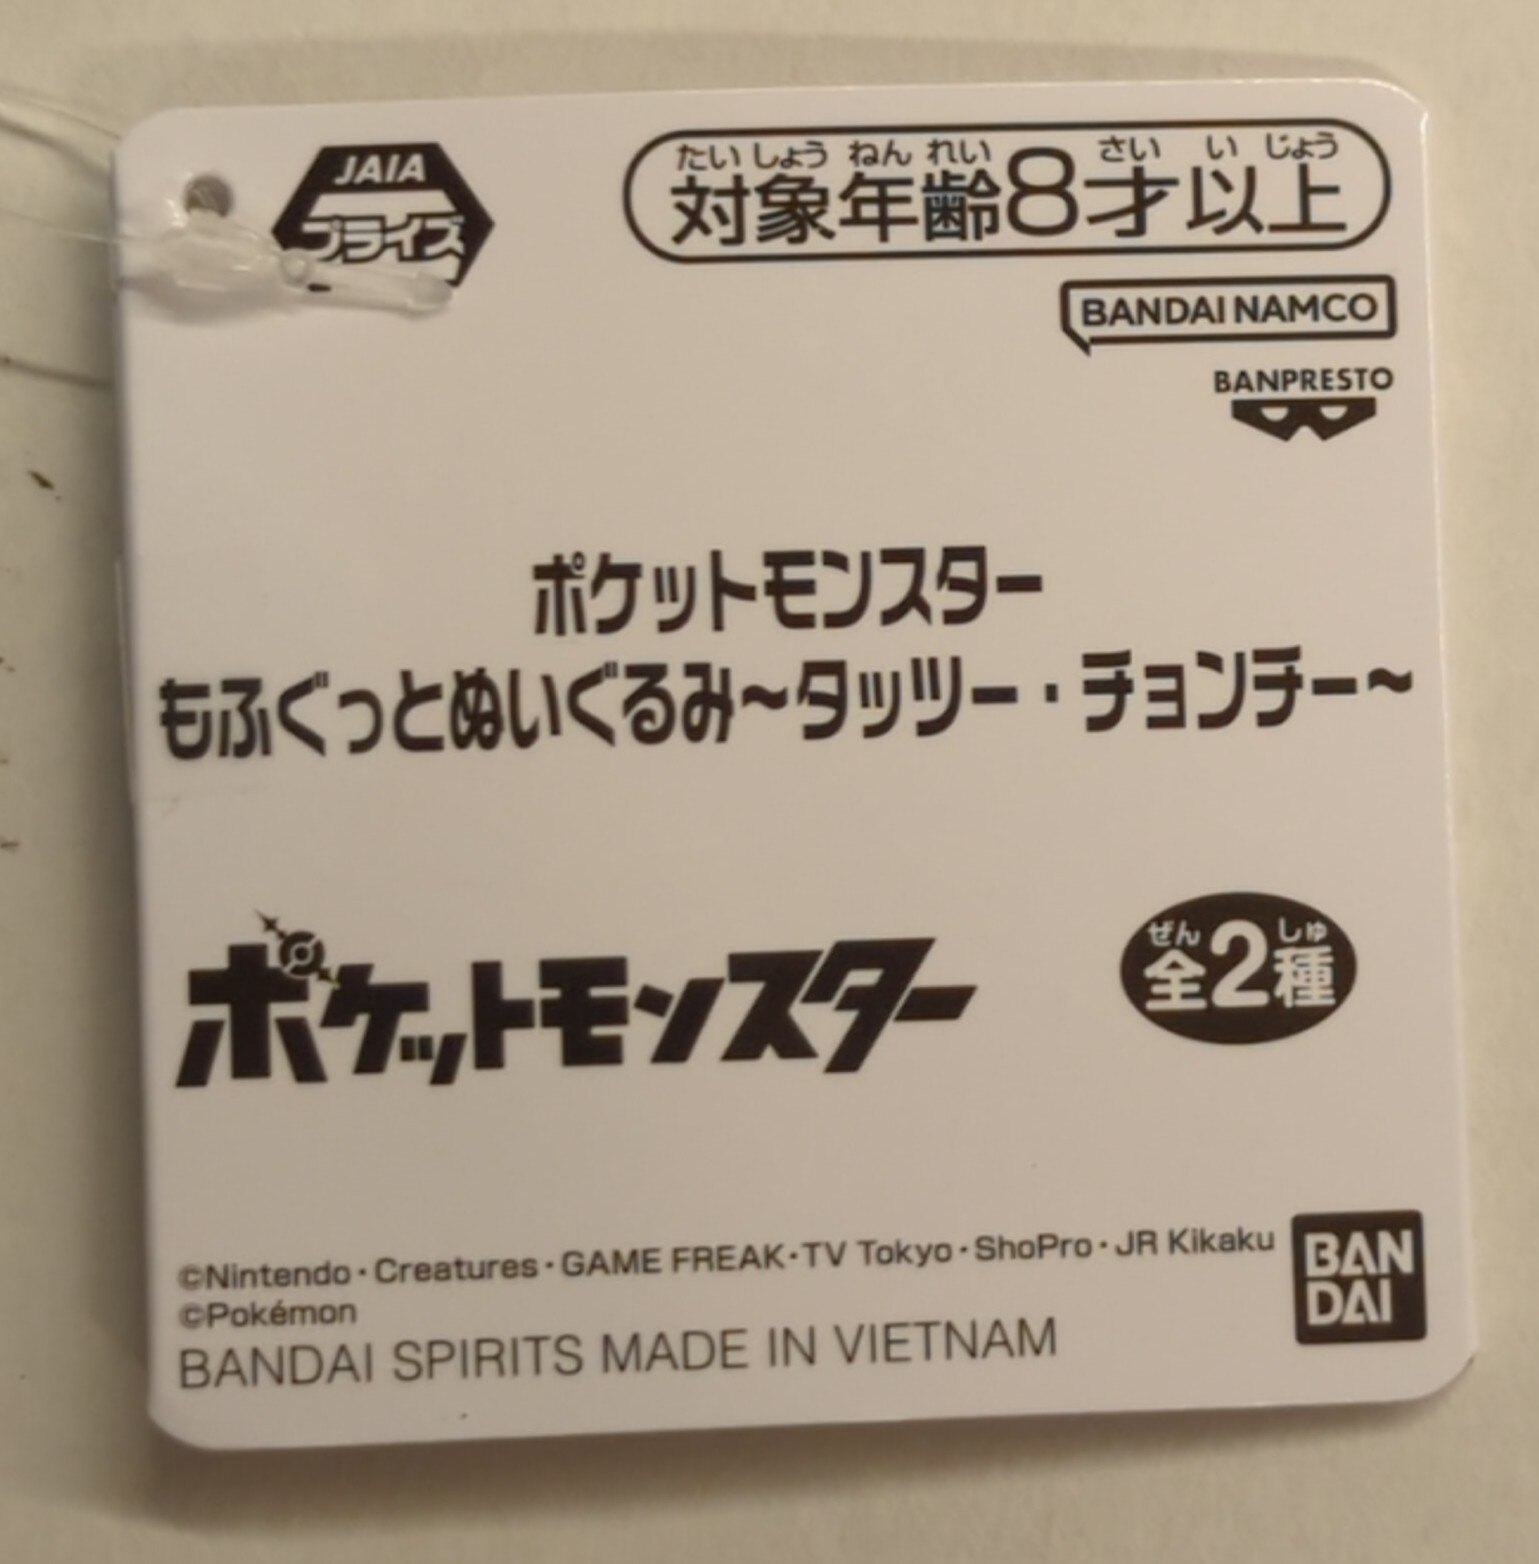 JAIA
プライズ
たいしょうねんれい さい いじょう
対象年齢8才以上
BANDAI NAMCO
BANPRESTO
ポケットモンスター
もふぐっとぬいぐるみ～タッツー・チョンチー～
ポケットモンスター
ぜん しゅ
全2種
©Nintendo・Creatures・GAME FREAK・TV Tokyo・ShoPro・JR Kikaku
©Pokémon
BANDAI SPIRITS MADE IN VIETNAM
BAN
DAI